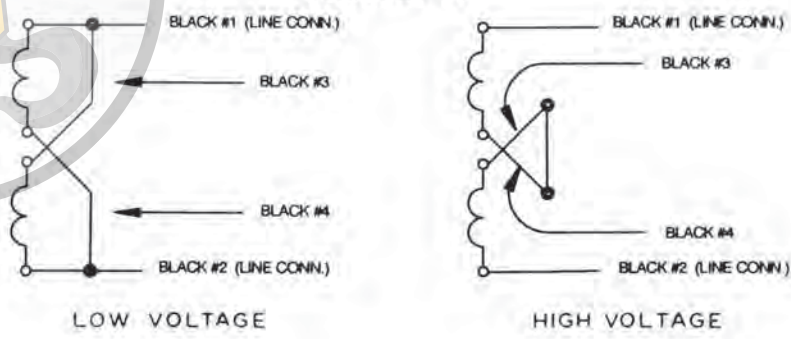 BLACK #1 (LINE CONN.)
BLACK #3
BLACK #4
BLACK #2 (LINE CONN.)
LOW VOLTAGE
BLACK #1 (LINE CONN.)
BLACK #3
BLACK #4
BLACK #2 (LINE CONN.)
HIGH VOLTAGE